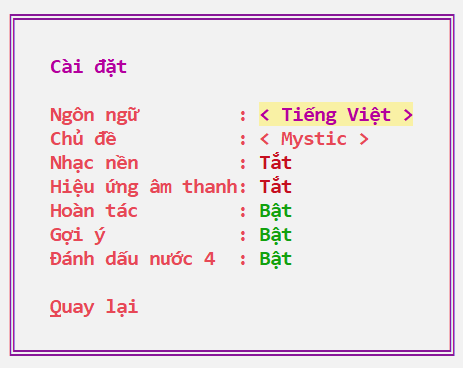 Cài đặt
Ngôn ngữ : < Tiếng Việt >
Chủ đề : < Mystic >
Nhạc nền : Tắt
Hiệu ứng âm thanh: Tắt
Hoàn tác : Bật
Gợi ý : Bật
Đánh dấu nước 4 : Bật
Quay lại